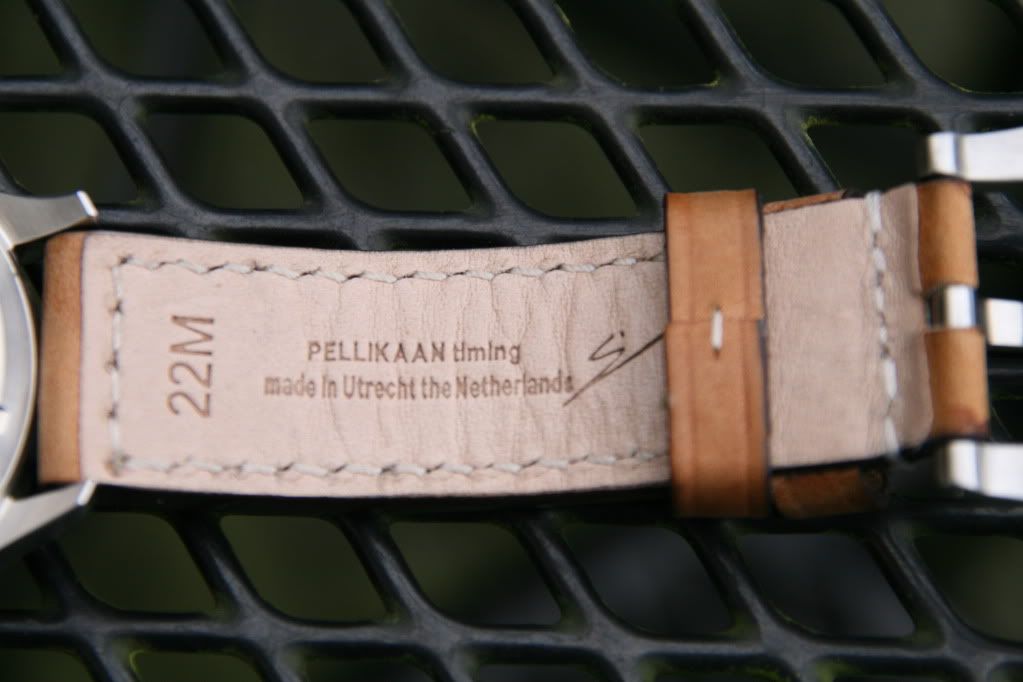 22M
PELLIKAAN timing
made in Utrecht the Netherlands